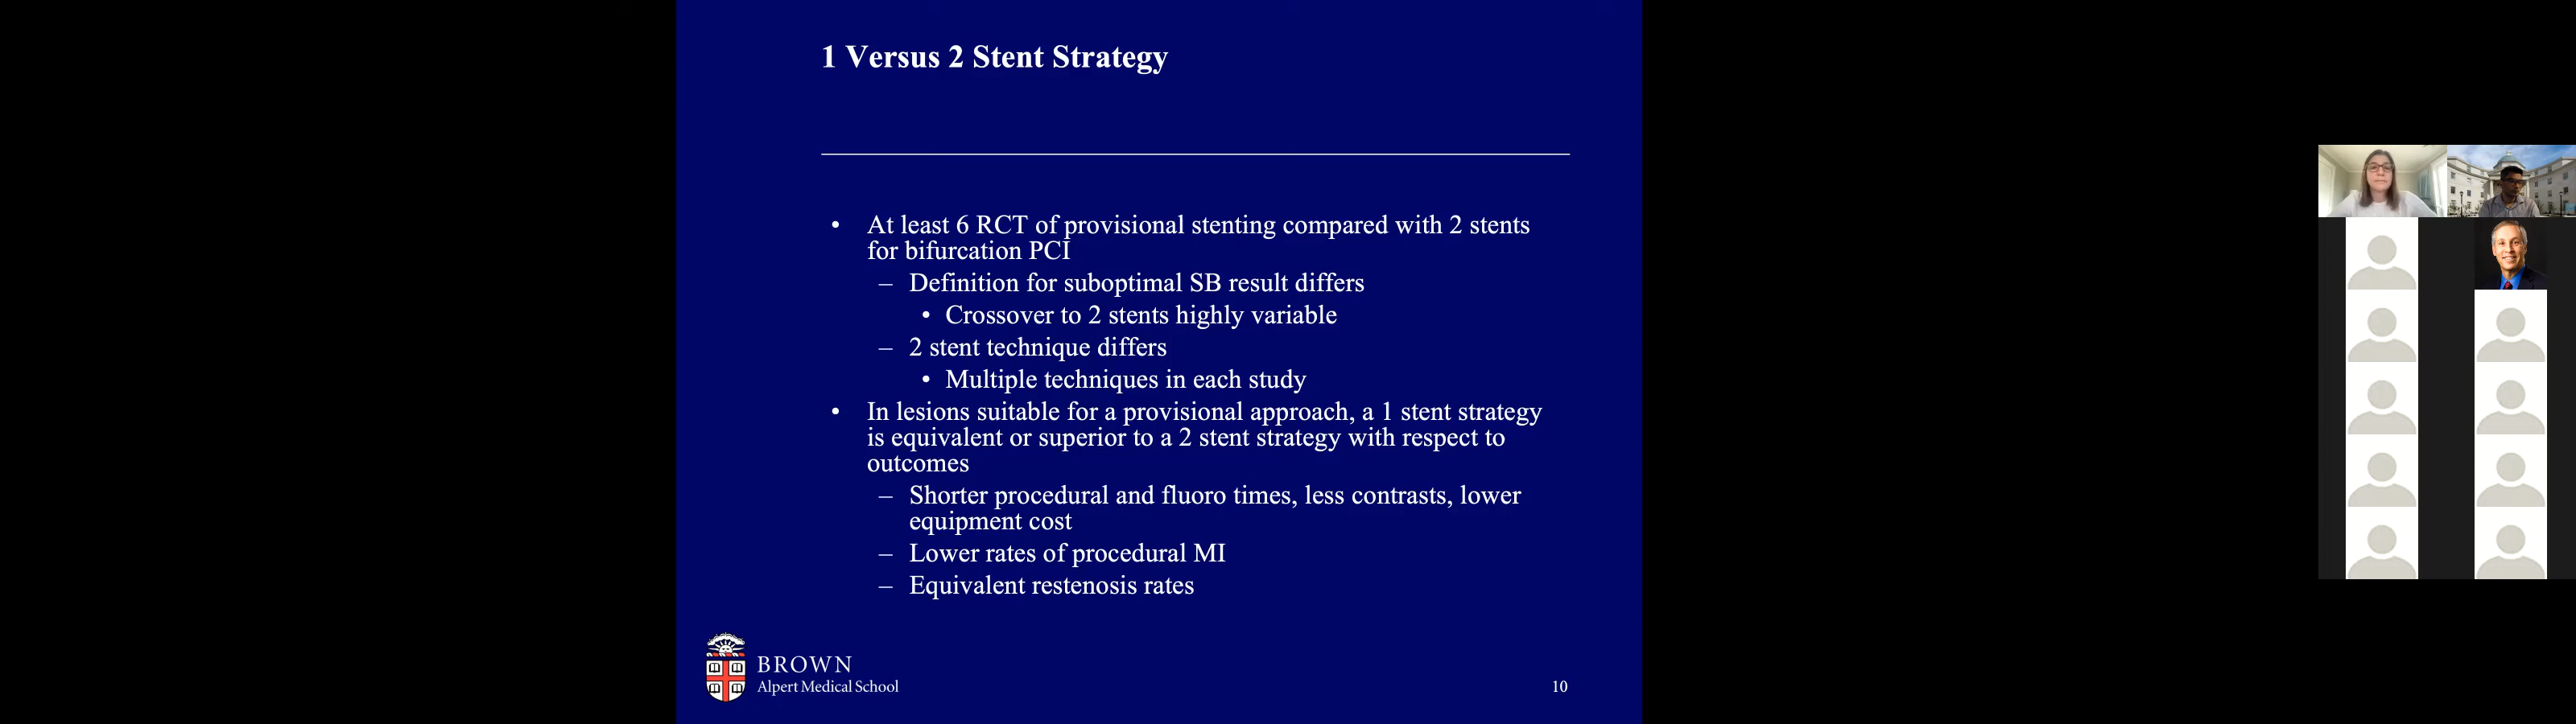 1 Versus 2 Stent Strategy
• At least 6 RCT of provisional stenting compared with 2 stents
for bifurcation PCI
– Definition for suboptimal SB result differs
• Crossover to 2 stents highly variable
– 2 stent technique differs
• Multiple techniques in each study
• In lesions suitable for a provisional approach, a 1 stent strategy
is equivalent or superior to a 2 stent strategy with respect to
outcomes
– Shorter procedural and fluoro times, less contrasts, lower
equipment cost
– Lower rates of procedural MI
– Equivalent restenosis rates
BROWN
Alpert Medical School
10